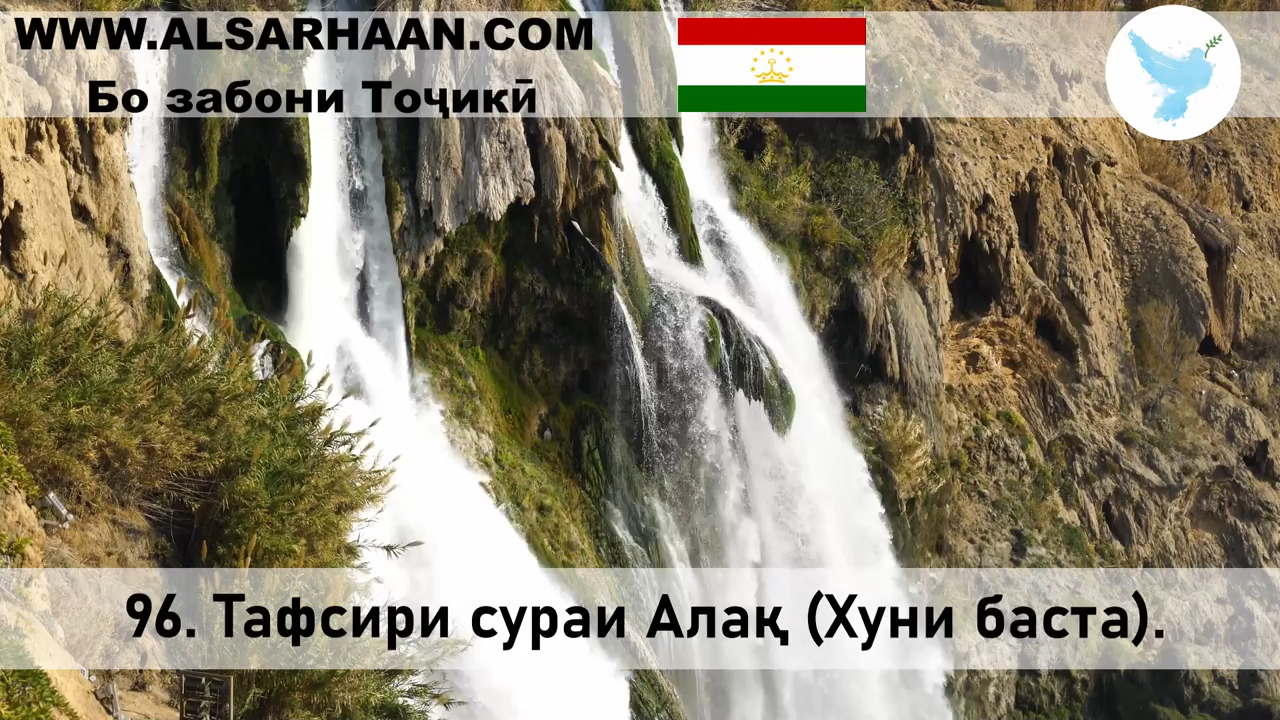 WWW.ALSARHAAN.COM
Бо забони Тоҷикӣ
96. Тафсири сураи Алақ (Хуни баста).